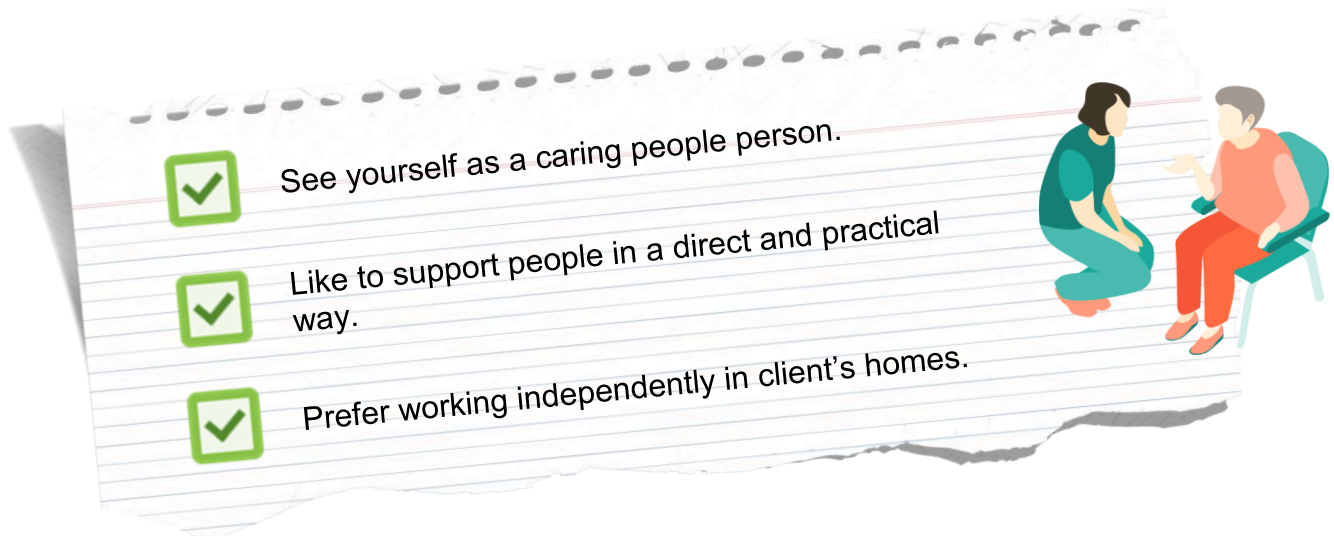 See yourself as a caring people person.
Like to support people in a direct and practical
way.
Prefer working independently in client’s homes.